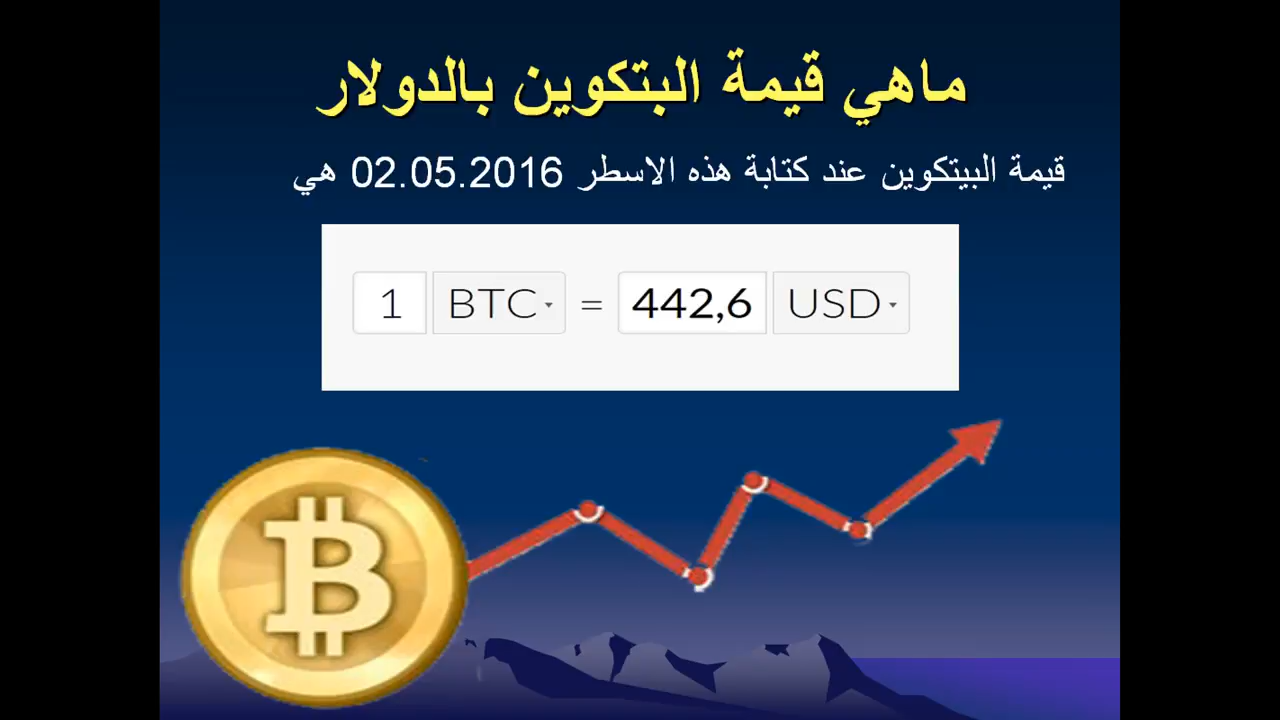 ماهي قيمة البتكوين بالدولار
قيمة البيتكوين عند كتابة هذه الاسطر 02.05.2016 هي
1 BTC = 442,6 USD